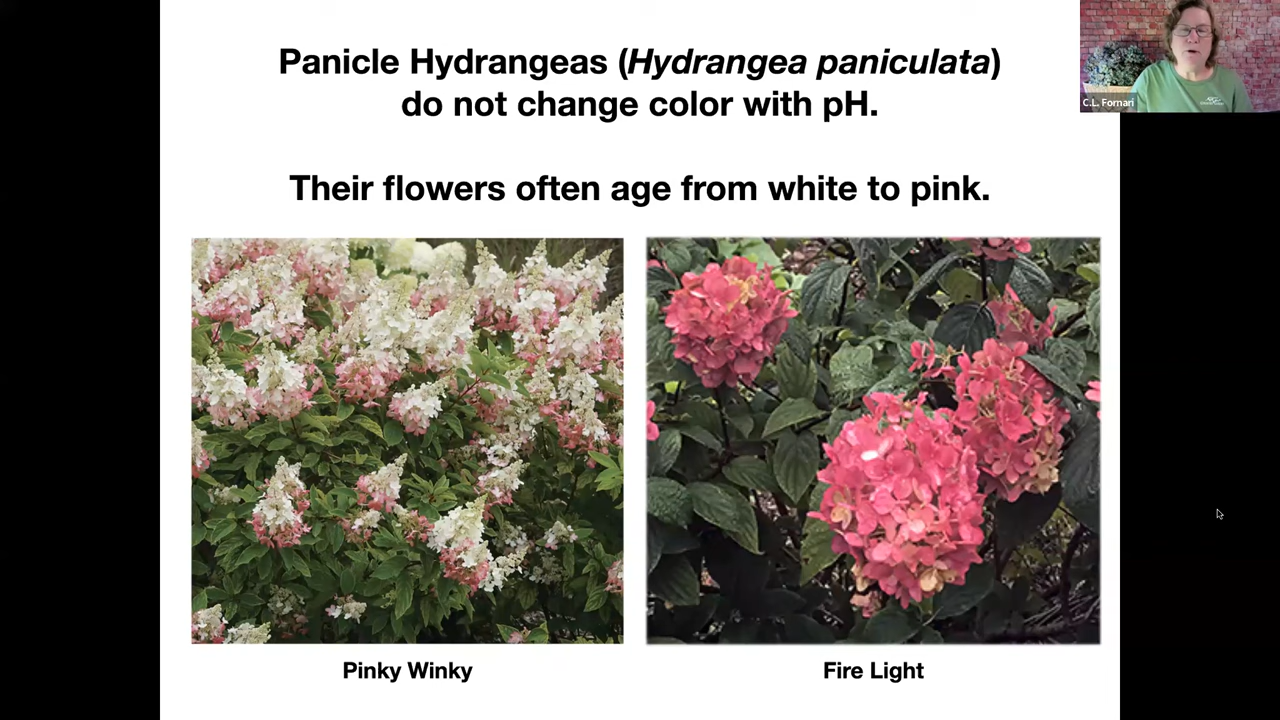 Panicle Hydrangeas (Hydrangea paniculata)
do not change color with pH.
Their flowers often age from white to pink.
C.L. Fornari
Pinky Winky
Fire Light